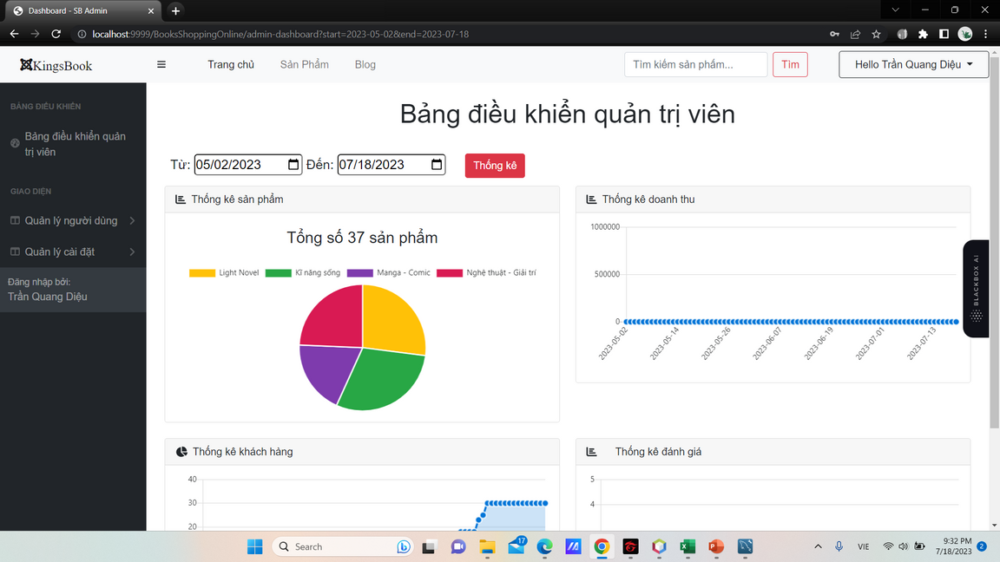 Dashboard - SB Admin
localhost:9999/BooksShoppingOnline/admin-dashboard?start=2023-05-02&end=2023-07-18
KingsBook
Trang chủ
Sản Phẩm
Blog
Tìm kiếm sản phẩm...
Tìm
Hello Trần Quang Diệu
BẢNG ĐIỀU KHIỂN
Bảng điều khiển quản
trị viên
GIAO DIỆN
Quản lý người dùng
Quản lý cài đặt
Đăng nhập bởi:
Trần Quang Diệu
Bảng điều khiển quản trị viên
Từ: 05/02/2023 Đến: 07/18/2023 Thống kê
Thống kê sản phẩm
Tổng số 37 sản phẩm
Light Novel Kĩ năng sống Manga - Comic Nghệ thuật - Giải trí
Thống kê doanh thu
1000000
500000
0
2023-05-02 2023-05-14 2023-05-26 2023-06-07 2023-06-19 2023-07-01 2023-07-13
BLACKBOX AI
Thống kê khách hàng
40
30
20
Thống kê đánh giá
5
4
Search
17
VIE
9:32 PM
7/18/2023
2